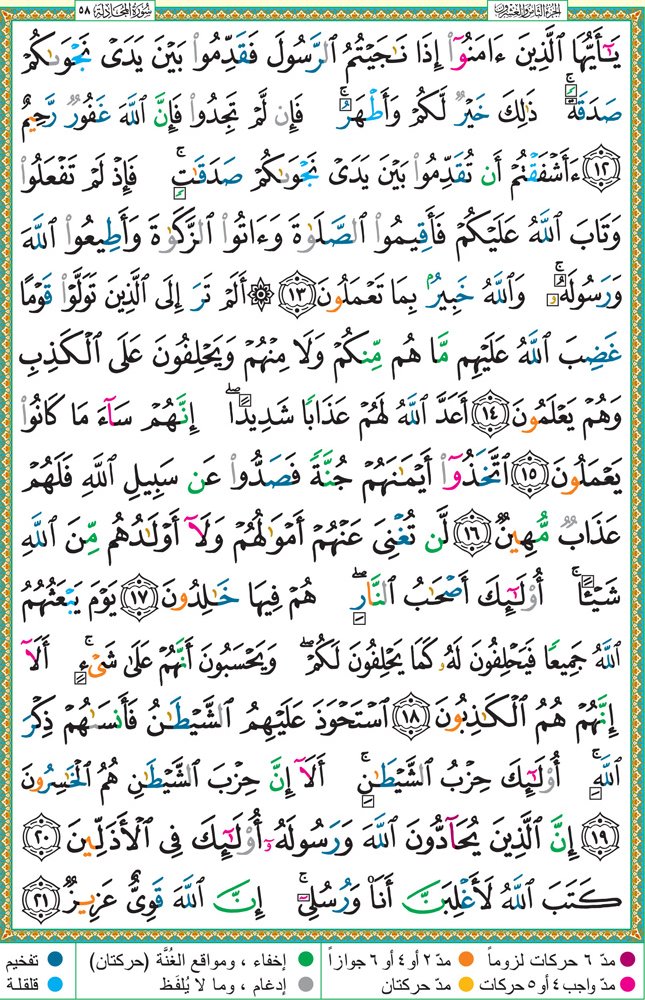 الجزء الثامن والعشرون
سورة المجادلة ٥٨
يَـٰٓأَيُّهَا ٱلَّذِينَ ءَامَنُوٓا۟ إِذَا نَـٰجَيْتُمُ ٱلرَّسُولَ فَقَدِّمُوا۟ بَيْنَ يَدَىْ نَجْوَىٰكُمْ
صَدَقَةً ۚ ذَٰلِكَ خَيْرٌ لَّكُمْ وَأَطْهَرُ ۚ فَإِن لَّمْ تَجِدُوا۟ فَإِنَّ ٱللَّهَ غَفُورٌ رَّحِيمٌ
١٢ ءَأَشْفَقْتُمْ أَن تُقَدِّمُوا۟ بَيْنَ يَدَىْ نَجْوَىٰكُمْ صَدَقَـٰتٍ ۚ فَإِذْ لَمْ تَفْعَلُوا۟
وَتَابَ ٱللَّهُ عَلَيْكُمْ فَأَقِيمُوا۟ ٱلصَّلَوٰةَ وَءَاتُوا۟ ٱلزَّكَوٰةَ وَأَطِيعُوا۟ ٱللَّهَ
وَرَسُولَهُۥ ۚ وَٱللَّهُ خَبِيرٌۢ بِمَا تَعْمَلُونَ ١٣ ۞ أَلَمْ تَرَ إِلَى ٱلَّذِينَ تَوَلَّوْا۟ قَوْمًا
غَضِبَ ٱللَّهُ عَلَيْهِم مَّا هُم مِّنكُمْ وَلَا مِنْهُمْ وَيَحْلِفُونَ عَلَى ٱلْكَذِبِ
وَهُمْ يَعْلَمُونَ ١٤ أَعَدَّ ٱللَّهُ لَهُمْ عَذَابًا شَدِيدًا ۖ إِنَّهُمْ سَآءَ مَا كَانُوا۟
يَعْمَلُونَ ١٥ ٱتَّخَذُوٓا۟ أَيْمَـٰنَهُمْ جُنَّةً فَصَدُّوا۟ عَن سَبِيلِ ٱللَّهِ فَلَهُمْ
عَذَابٌ مُّهِينٌ ١٦ لَّن تُغْنِىَ عَنْهُمْ أَمْوَٰلُهُمْ وَلَآ أَوْلَـٰدُهُم مِّنَ ٱللَّهِ
شَيْـًٔا ۚ أُو۟لَـٰٓئِكَ أَصْحَـٰبُ ٱلنَّارِ ۖ هُمْ فِيهَا خَـٰلِدُونَ ١٧ يَوْمَ يَبْعَثُهُمُ
ٱللَّهُ جَمِيعًا فَيَحْلِفُونَ لَهُۥ كَمَا يَحْلِفُونَ لَكُمْ ۖ وَيَحْسَبُونَ أَنَّهُمْ عَلَىٰ شَىْءٍ ۚ أَلَآ
إِنَّهُمْ هُمُ ٱلْكَـٰذِبُونَ ١٨ ٱسْتَحْوَذَ عَلَيْهِمُ ٱلشَّيْطَـٰنُ فَأَنسَىٰهُمْ ذِكْرَ
ٱللَّهِ ۚ أُو۟لَـٰٓئِكَ حِزْبُ ٱلشَّيْطَـٰنِ ۚ أَلَآ إِنَّ حِزْبَ ٱلشَّيْطَـٰنِ هُمُ ٱلْخَـٰسِرُونَ
١٩ إِنَّ ٱلَّذِينَ يُحَآدُّونَ ٱللَّهَ وَرَسُولَهُۥٓ أُو۟لَـٰٓئِكَ فِى ٱلْأَذَلِّينَ ٢٠
كَتَبَ ٱللَّهُ لَأَغْلِبَنَّ أَنَا۠ وَرُسُلِىٓ ۚ إِنَّ ٱللَّهَ قَوِىٌّ عَزِيزٌ ٢١
مدّ ٦ حركات لزوماً مدّ ٢ أو ٤ أو ٦ جوازاً إخفاء ، ومواقع الغُنَّة (حركتان) تفخيم
مدّ واجب ٤ أو ٥ حركات مدّ حركتان إدغام ، وما لا يُلفَظ قلقلة